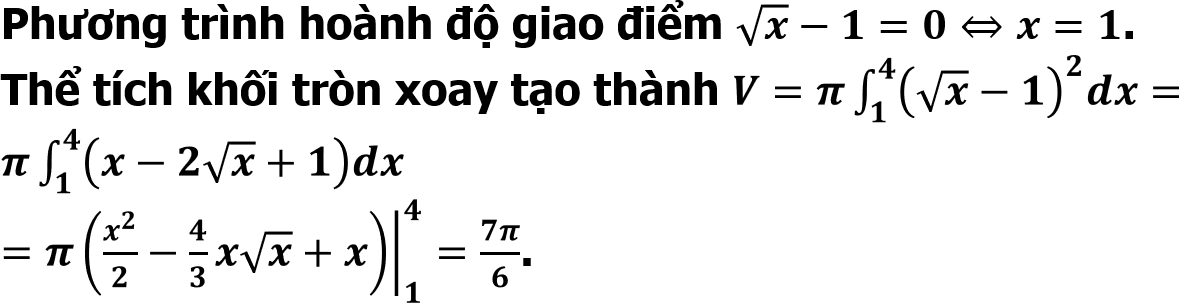 Phương trình hoành độ giao điểm √x − 1 = 0 ⇔ x = 1.
Thể tích khối tròn xoay tạo thành V = π ∫₁⁴(√x − 1)² dx =
π ∫₁⁴(x − 2√x + 1)dx
= π (x²/2 − 4/3 x√x + x)|₁⁴ = 7π/6.